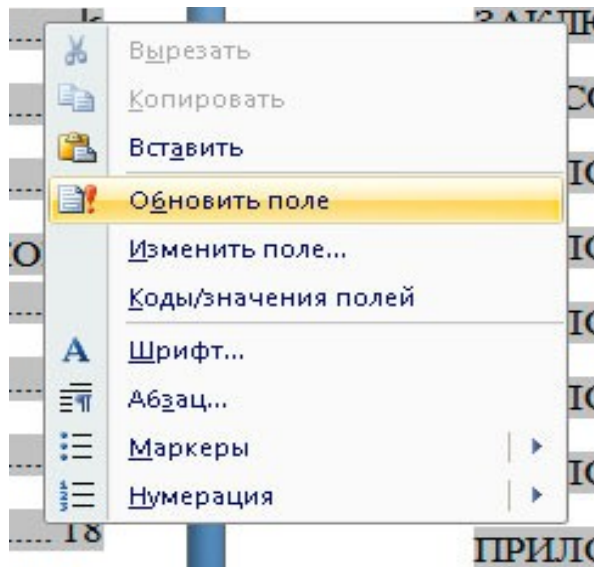 Вырезать
Копировать
Вставить
Обновить поле
Изменить поле...
Коды/значения полей
Шрифт...
Абзац...
Маркеры
Нумерация
18